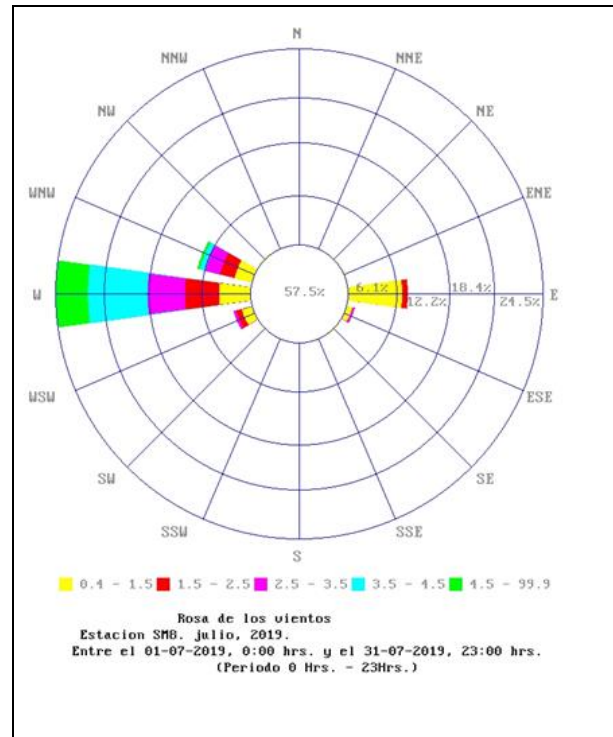 N
NNW NNE
NW NE
WNW ENE
W 57.5% 6.1% 12.2% 18.4% 24.5% E
WSW ESE
SW SE
SSW SSE
S
0.4 - 1.5 1.5 - 2.5 2.5 - 3.5 3.5 - 4.5 4.5 - 99.9
Rosa de los vientos
Estacion SMB. julio, 2019.
Entre el 01-07-2019, 0:00 hrs. y el 31-07-2019, 23:00 hrs.
(Periodo 0 Hrs. - 23Hrs.)